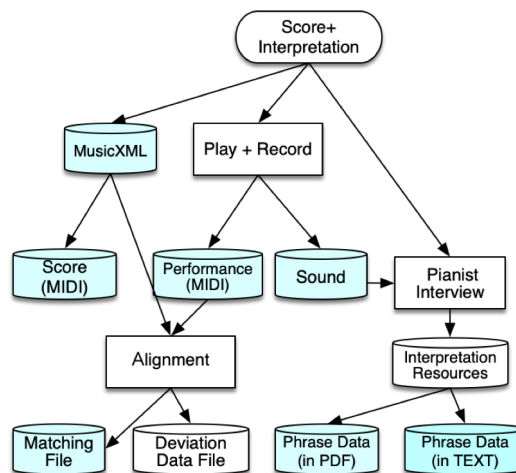 Score+
Interpretation
MusicXML
Play + Record
Score
(MIDI)
Performance
(MIDI)
Sound
Pianist
Interview
Alignment
Interpretation
Resources
Matching
File
Deviation
Data File
Phrase Data
(in PDF)
Phrase Data
(in TEXT)